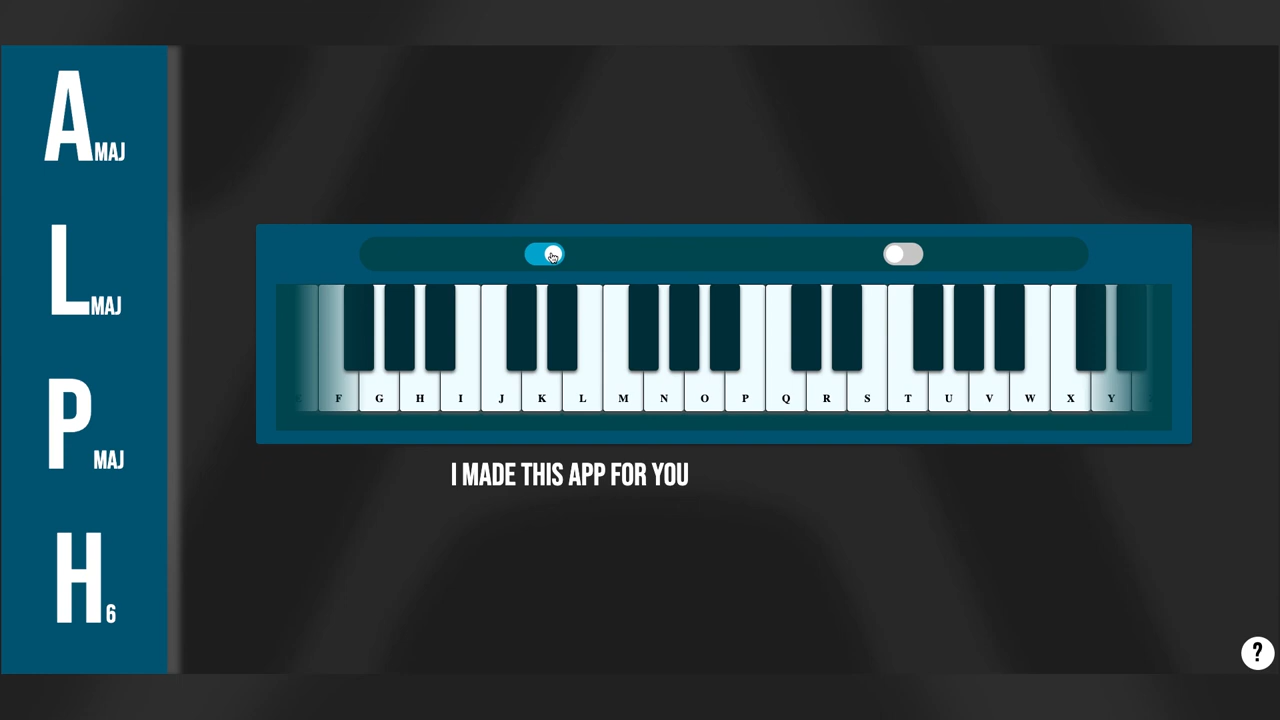 A MAJ
L MAJ
P MAJ
H 6
F G H I J K L M N O P Q R S T U V W X Y
I MADE THIS APP FOR YOU
?